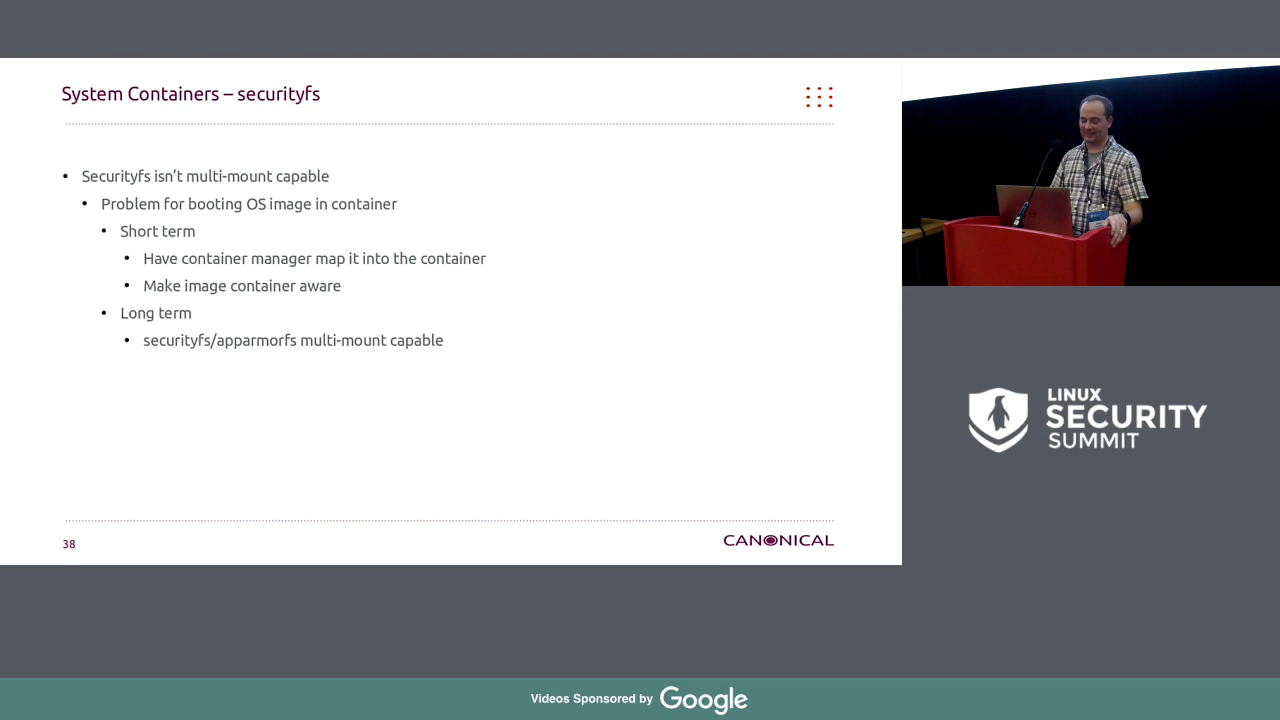 System Containers – securityfs
• Securityfs isn't multi-mount capable
• Problem for booting OS image in container
• Short term
• Have container manager map it into the container
• Make image container aware
• Long term
• securityfs/apparmorfs multi-mount capable
38
CANONICAL
LINUX
SECURITY
SUMMIT
Videos Sponsored by Google